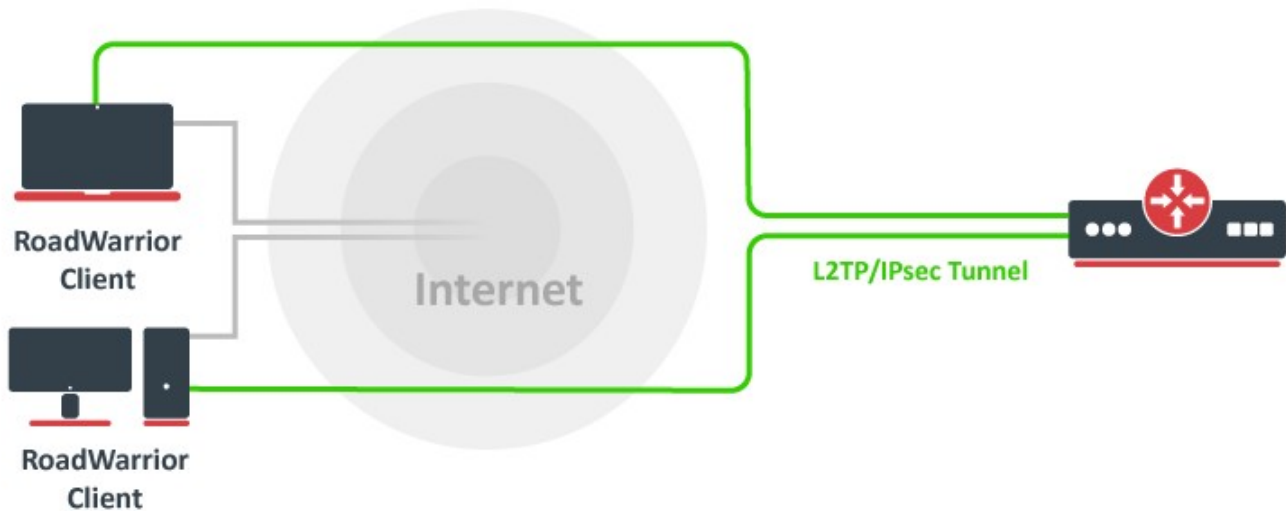 RoadWarrior
Client
Internet
L2TP/IPsec Tunnel
RoadWarrior
Client